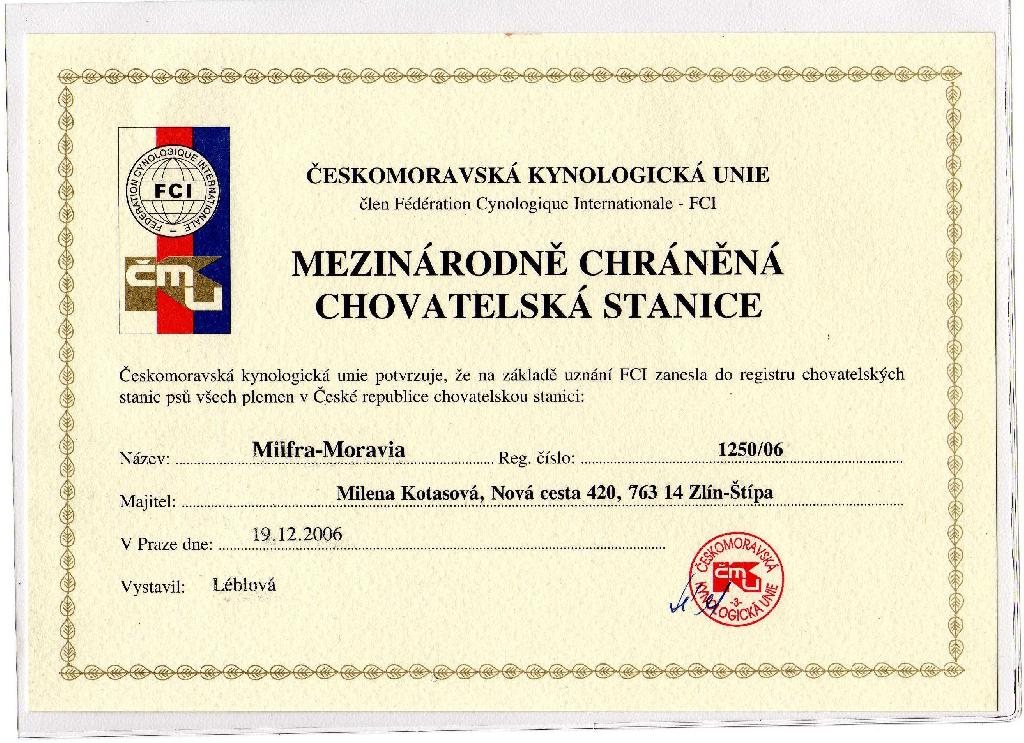 FEDERATION CYNOLOGIQUE INTERNATIONALE
FCI
ČMKU
ČESKOMORAVSKÁ KYNOLOGICKÁ UNIE
člen Fédération Cynologique Internationale - FCI
MEZINÁRODNĚ CHRÁNĚNÁ
CHOVATELSKÁ STANICE
Českomoravská kynologická unie potvrzuje, že na základě uznání FCI zanesla do registru chovatelských
stanic psů všech plemen v České republice chovatelskou stanici:
Název: Milfra-Moravia Reg. číslo: 1250/06
Majitel: Milena Kotasová, Nová cesta 420, 763 14 Zlín-Štípa
V Praze dne: 19.12.2006
Vystavil: Léblová
ČESKOMORAVSKÁ
ČMKU
-3-
KYNOLOGICKÁ UNIE